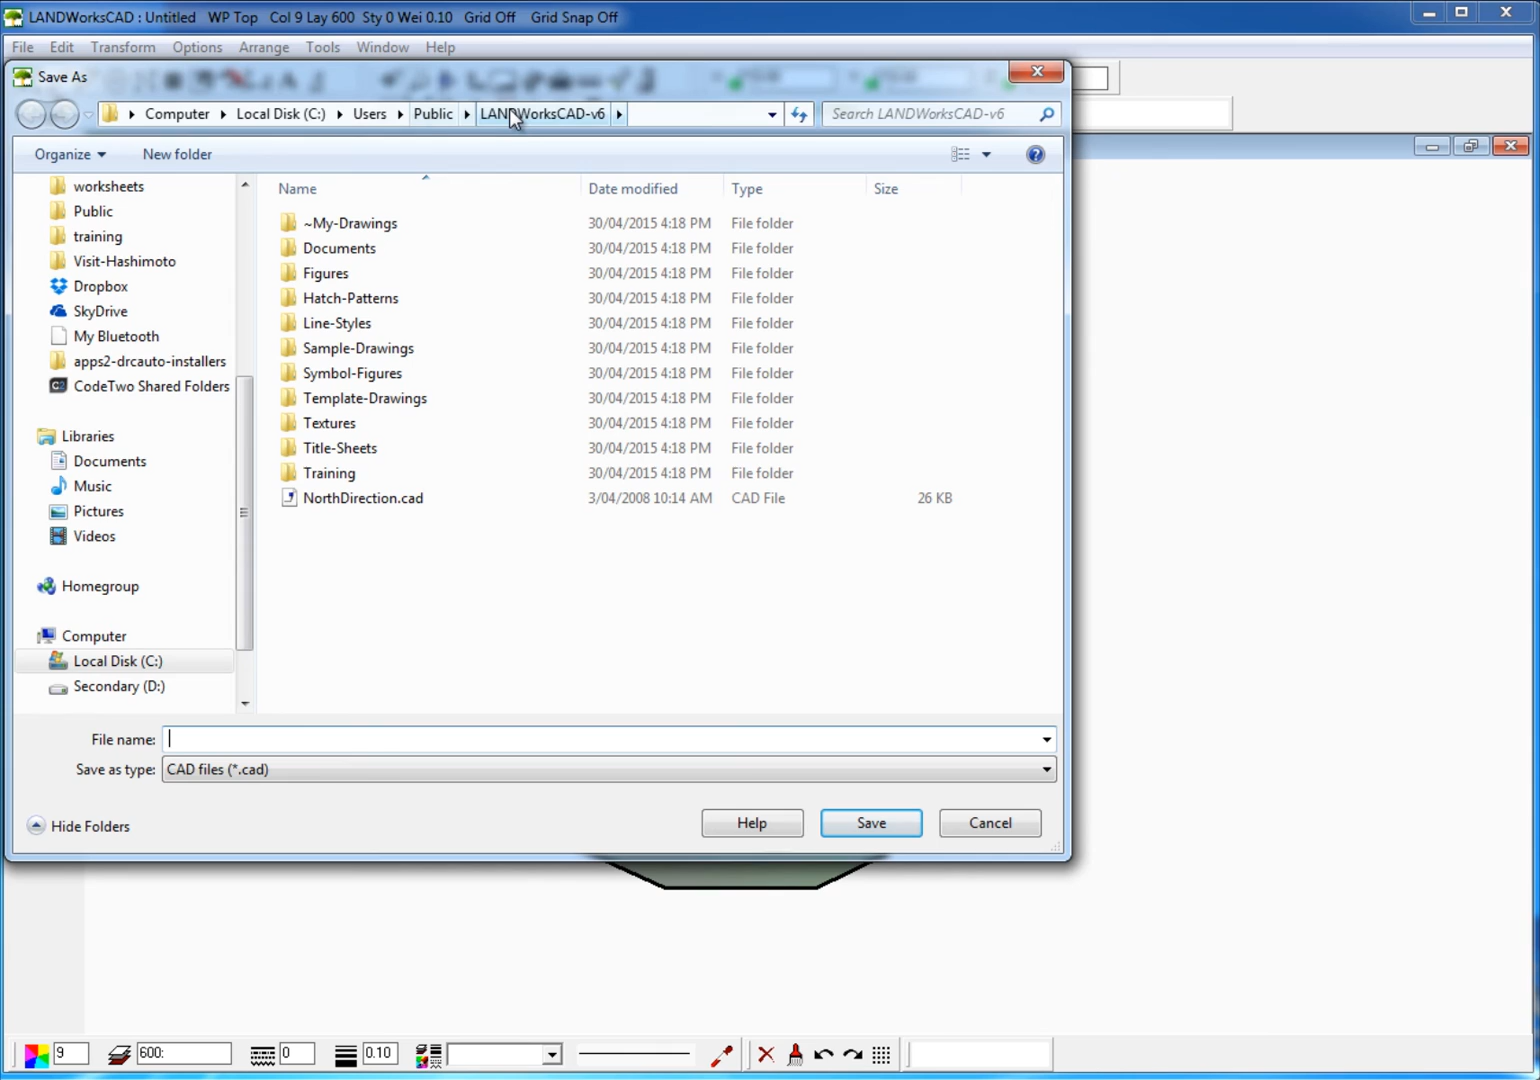 LANDWorksCAD : Untitled   WP Top   Col 9 Lay 600   Sty 0 Wei 0.10   Grid Off   Grid Snap Off
File Edit Transform Options Arrange Tools Window Help
Save As
Computer Local Disk (C:) Users Public LANDWorksCAD-v6 Search LANDWorksCAD-v6
Organize New folder
Name Date modified Type Size
worksheets
Public
training
Visit-Hashimoto
Dropbox
SkyDrive
My Bluetooth
apps2-drcauto-installers
CodeTwo Shared Folders
Libraries
Documents
Music
Pictures
Videos
Homegroup
Computer
Local Disk (C:)
Secondary (D:)
~My-Drawings 30/04/2015 4:18 PM File folder
Documents 30/04/2015 4:18 PM File folder
Figures 30/04/2015 4:18 PM File folder
Hatch-Patterns 30/04/2015 4:18 PM File folder
Line-Styles 30/04/2015 4:18 PM File folder
Sample-Drawings 30/04/2015 4:18 PM File folder
Symbol-Figures 30/04/2015 4:18 PM File folder
Template-Drawings 30/04/2015 4:18 PM File folder
Textures 30/04/2015 4:18 PM File folder
Title-Sheets 30/04/2015 4:18 PM File folder
Training 30/04/2015 4:18 PM File folder
NorthDirection.cad 3/04/2008 10:14 AM CAD File 26 KB
File name:
Save as type: CAD files (*.cad)
Hide Folders Help Save Cancel
9 600: 0 0.10